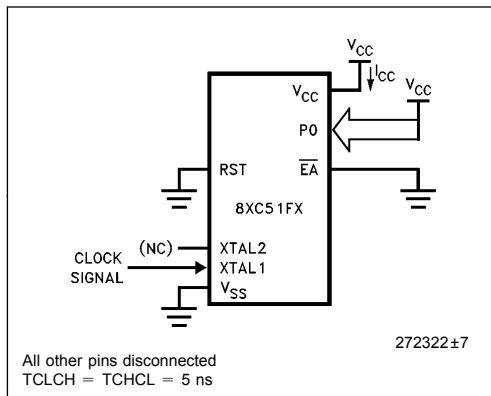 VCC
ICC
VCC
VCC
P0
RST
EA
8XC51FX
(NC)
XTAL2
CLOCK
SIGNAL
XTAL1
VSS
272322±7
All other pins disconnected
TCLCH = TCHCL = 5 ns